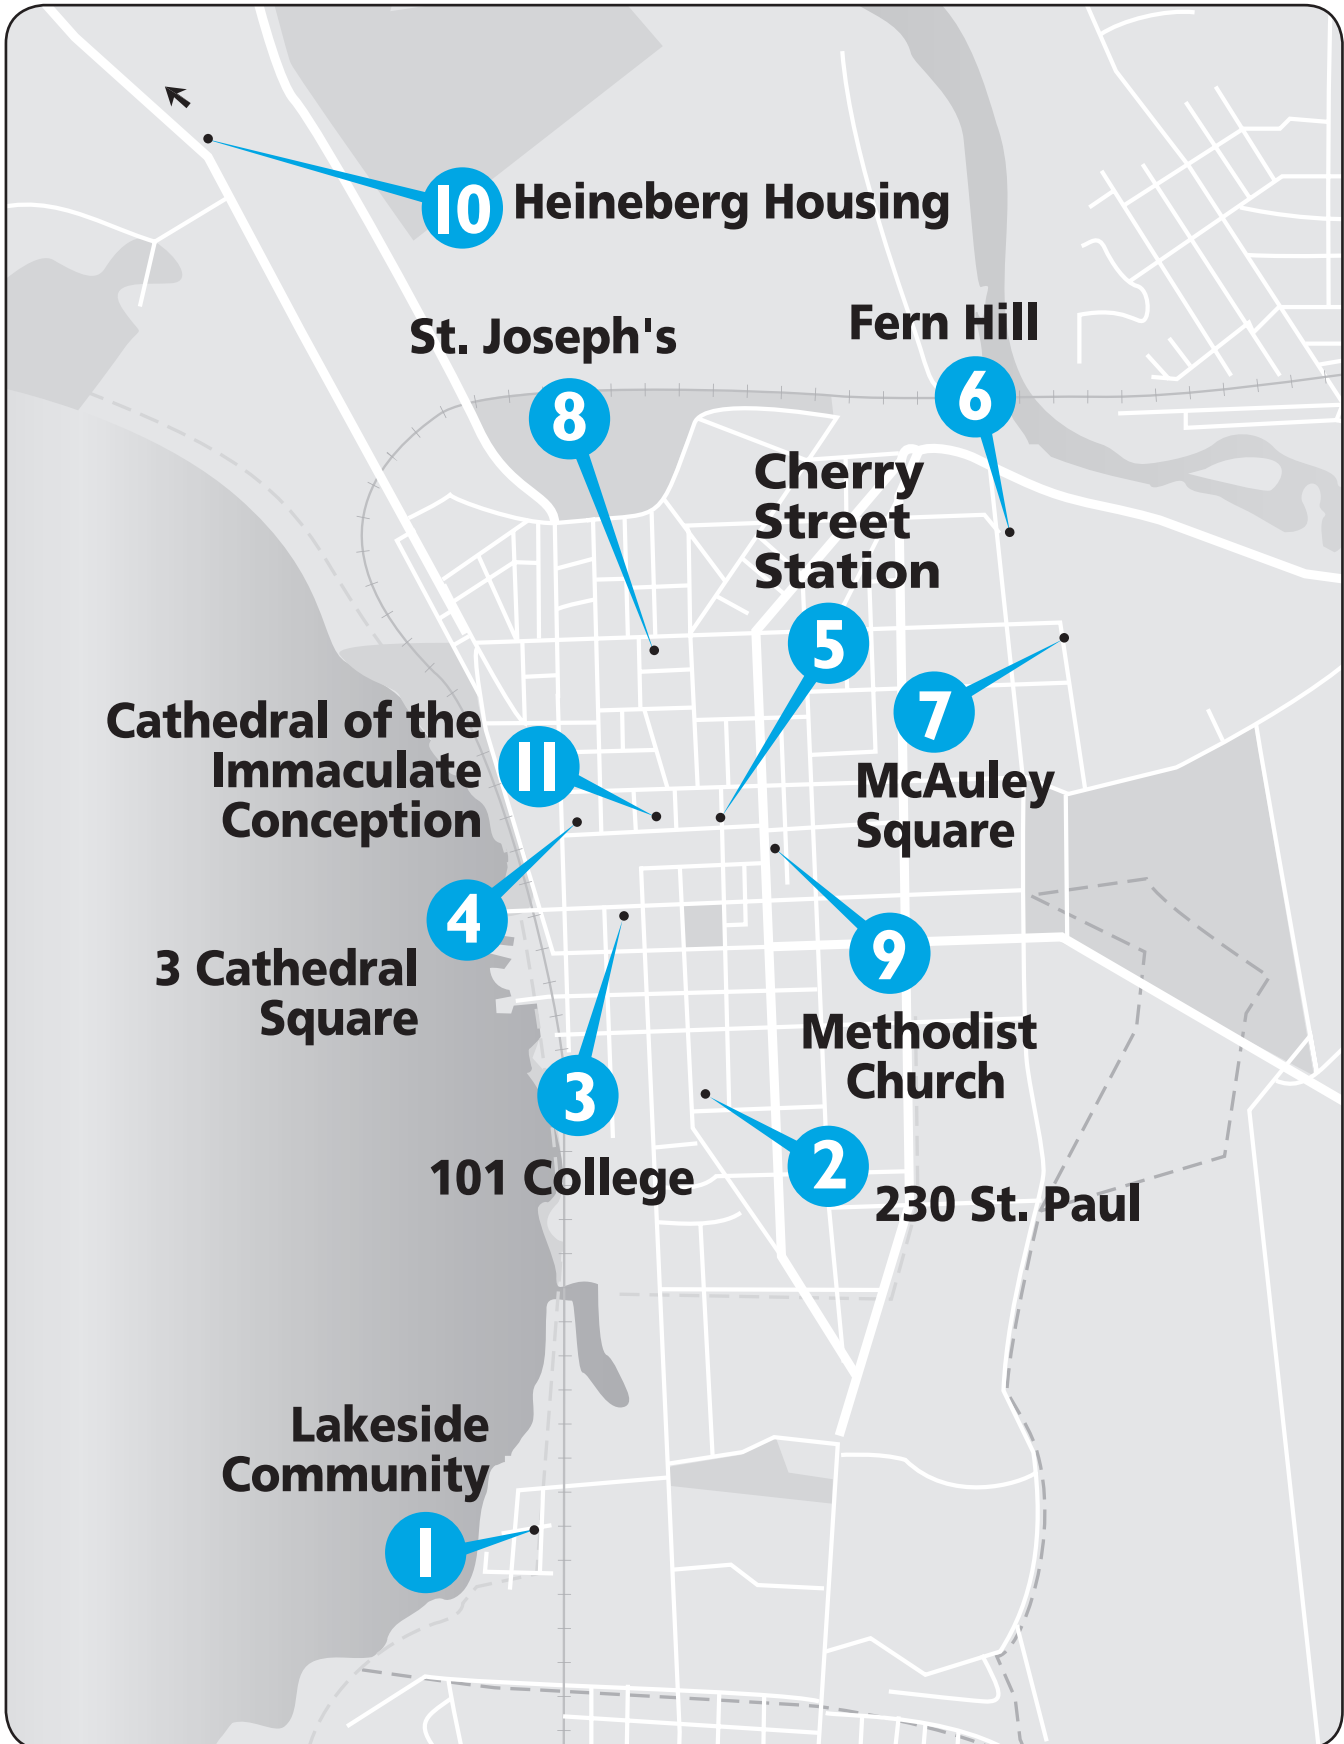 10 Heineberg Housing
St. Joseph's
8
Fern Hill
6
Cherry
Street
Station
5
7
McAuley
Square
Cathedral of the
Immaculate
Conception
11
4
3 Cathedral
Square
9
Methodist
Church
3
101 College
2
230 St. Paul
Lakeside
Community
1